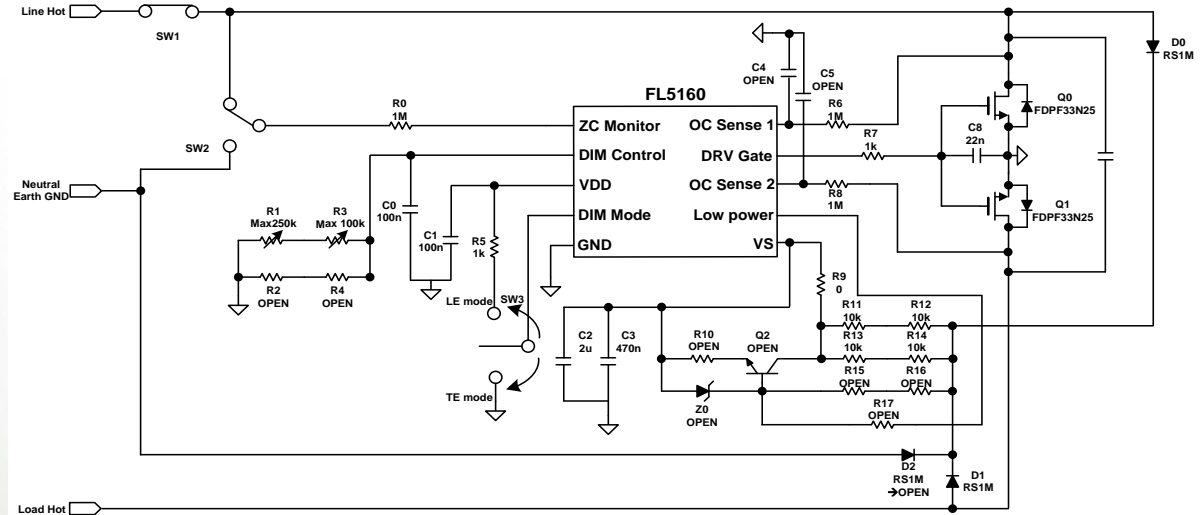 Line Hot
SW1
SW2
Neutral
Earth GND
Load Hot
R0
1M
FL5160
ZC Monitor
DIM Control
VDD
DIM Mode
GND
OC Sense 1
DRV Gate
OC Sense 2
Low power
VS
C4
OPEN
C5
OPEN
R6
1M
R7
1k
R8
1M
C8
22n
Q0
FDPF33N25
Q1
FDPF33N25
D0
RS1M
R1
Max250k
R3
Max 100k
R2
OPEN
R4
OPEN
C0
100n
C1
100n
R5
1k
LE mode
SW3
TE mode
C2
2u
C3
470n
R9
0
R10
OPEN
Q2
OPEN
Z0
OPEN
R11
10k
R12
10k
R13
10k
R14
10k
R15
OPEN
R16
OPEN
R17
OPEN
D2
RS1M
→OPEN
D1
RS1M